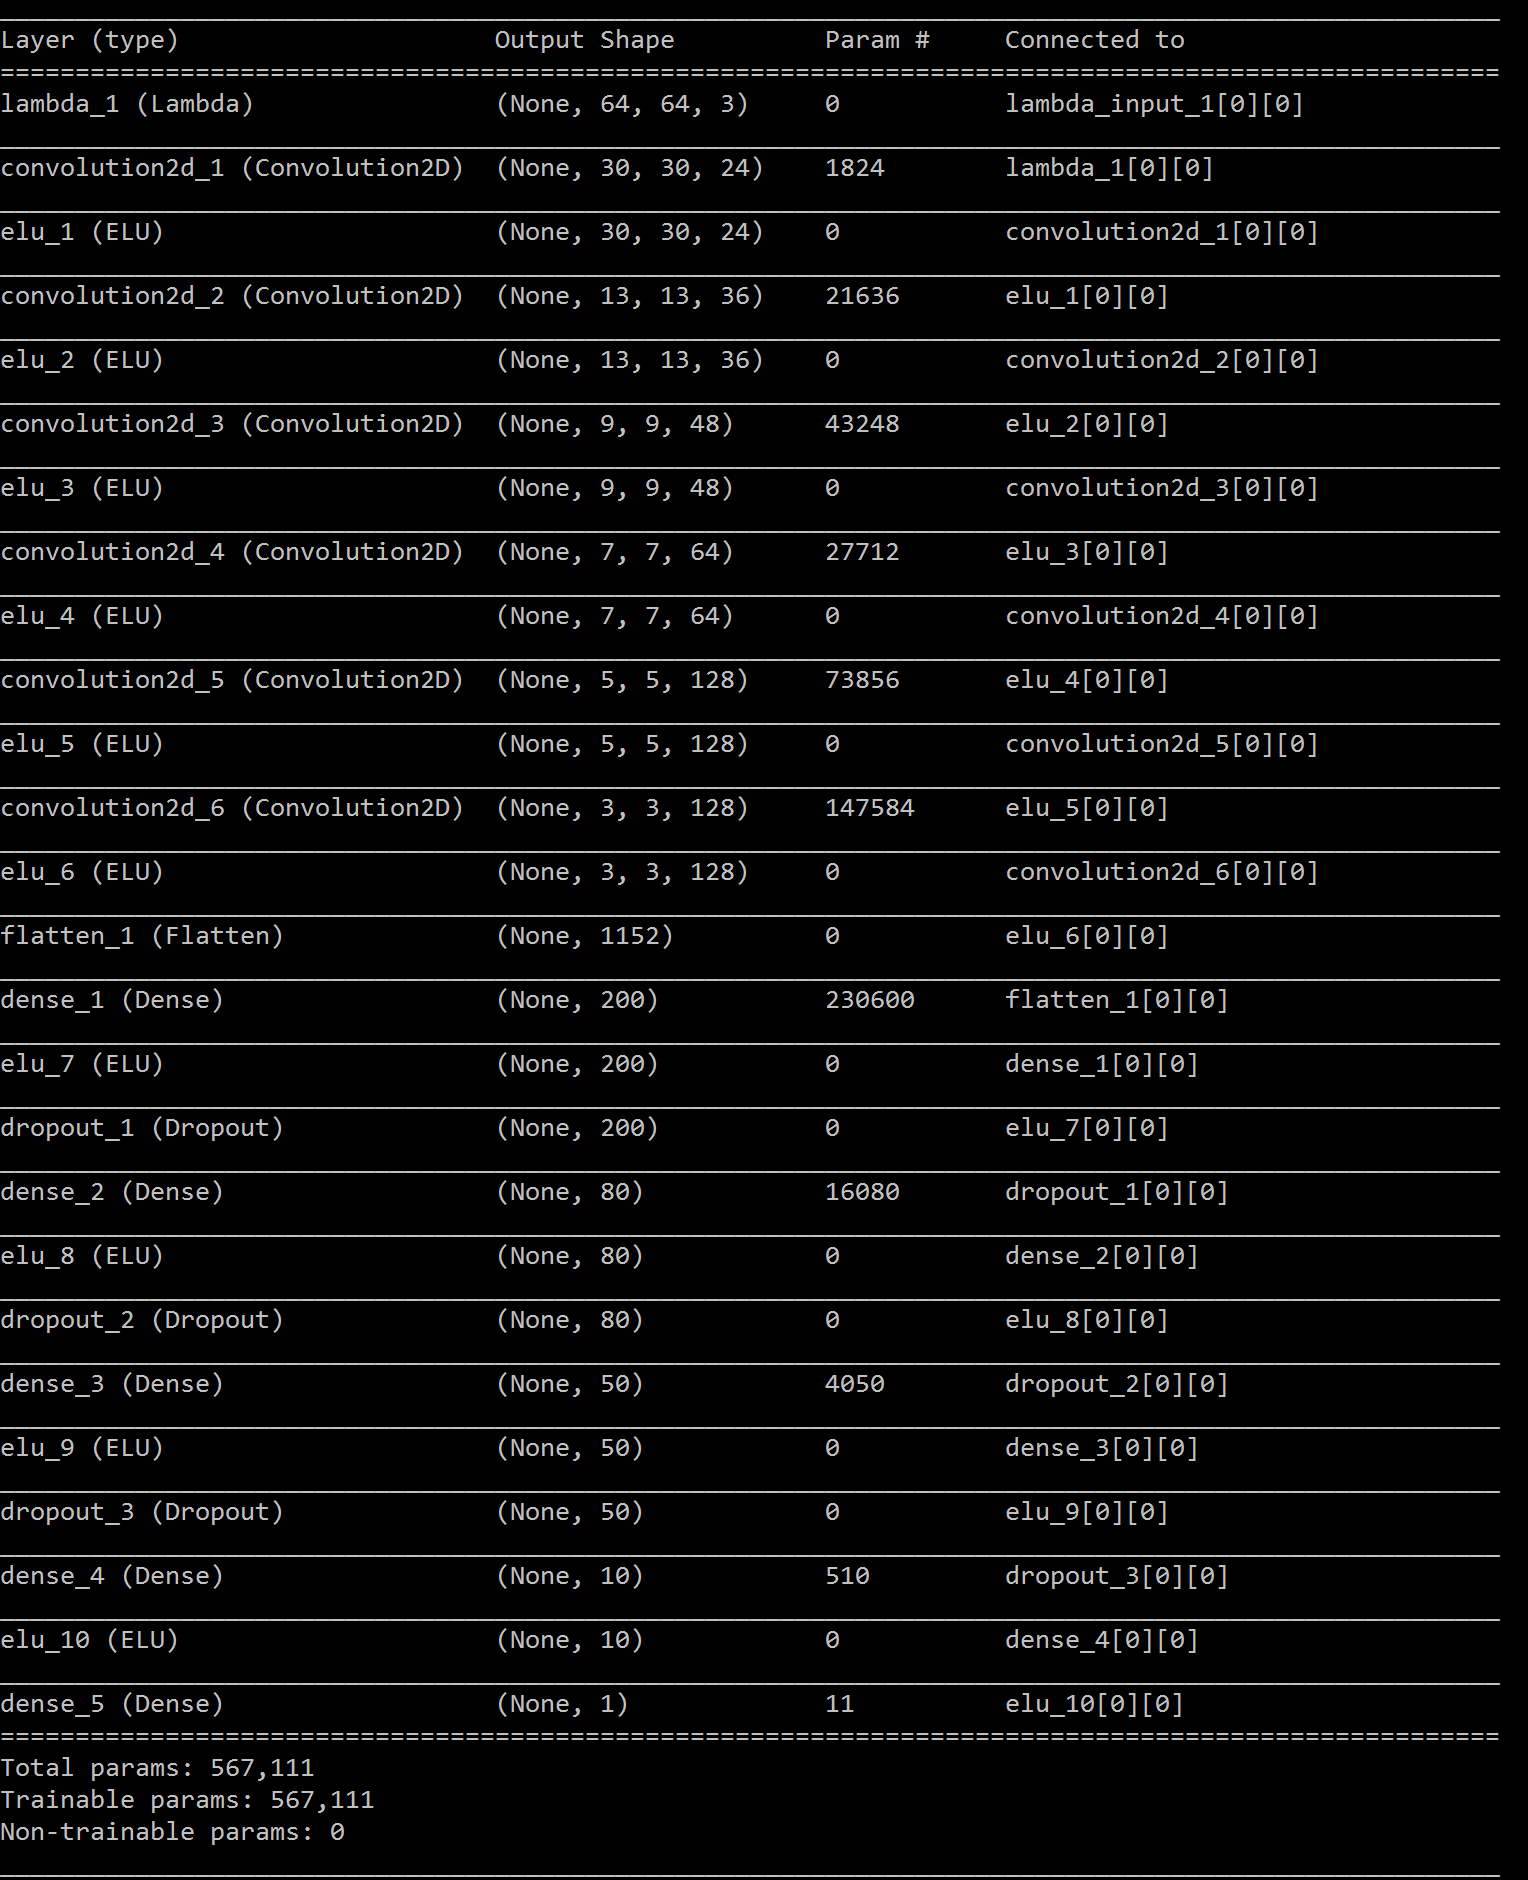 Layer (type) Output Shape Param # Connected to
====================================================================================================
lambda_1 (Lambda) (None, 64, 64, 3) 0 lambda_input_1[0][0]
convolution2d_1 (Convolution2D) (None, 30, 30, 24) 1824 lambda_1[0][0]
elu_1 (ELU) (None, 30, 30, 24) 0 convolution2d_1[0][0]
convolution2d_2 (Convolution2D) (None, 13, 13, 36) 21636 elu_1[0][0]
elu_2 (ELU) (None, 13, 13, 36) 0 convolution2d_2[0][0]
convolution2d_3 (Convolution2D) (None, 9, 9, 48) 43248 elu_2[0][0]
elu_3 (ELU) (None, 9, 9, 48) 0 convolution2d_3[0][0]
convolution2d_4 (Convolution2D) (None, 7, 7, 64) 27712 elu_3[0][0]
elu_4 (ELU) (None, 7, 7, 64) 0 convolution2d_4[0][0]
convolution2d_5 (Convolution2D) (None, 5, 5, 128) 73856 elu_4[0][0]
elu_5 (ELU) (None, 5, 5, 128) 0 convolution2d_5[0][0]
convolution2d_6 (Convolution2D) (None, 3, 3, 128) 147584 elu_5[0][0]
elu_6 (ELU) (None, 3, 3, 128) 0 convolution2d_6[0][0]
flatten_1 (Flatten) (None, 1152) 0 elu_6[0][0]
dense_1 (Dense) (None, 200) 230600 flatten_1[0][0]
elu_7 (ELU) (None, 200) 0 dense_1[0][0]
dropout_1 (Dropout) (None, 200) 0 elu_7[0][0]
dense_2 (Dense) (None, 80) 16080 dropout_1[0][0]
elu_8 (ELU) (None, 80) 0 dense_2[0][0]
dropout_2 (Dropout) (None, 80) 0 elu_8[0][0]
dense_3 (Dense) (None, 50) 4050 dropout_2[0][0]
elu_9 (ELU) (None, 50) 0 dense_3[0][0]
dropout_3 (Dropout) (None, 50) 0 elu_9[0][0]
dense_4 (Dense) (None, 10) 510 dropout_3[0][0]
elu_10 (ELU) (None, 10) 0 dense_4[0][0]
dense_5 (Dense) (None, 1) 11 elu_10[0][0]
====================================================================================================
Total params: 567,111
Trainable params: 567,111
Non-trainable params: 0